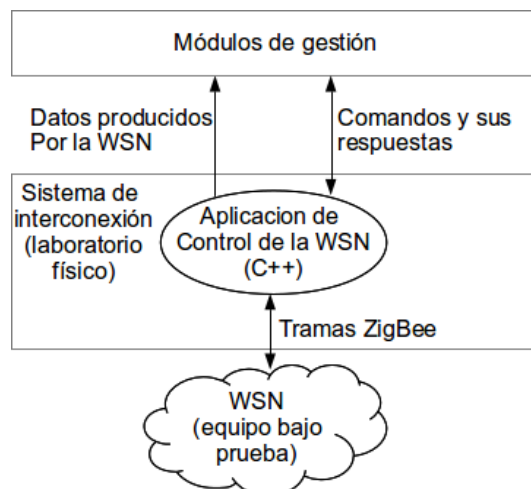 Módulos de gestión
Datos producidos
Por la WSN
Comandos y sus
respuestas
Sistema de
interconexión
(laboratorio
físico)
Aplicacion de
Control de la WSN
(C++)
Tramas ZigBee
WSN
(equipo bajo
prueba)